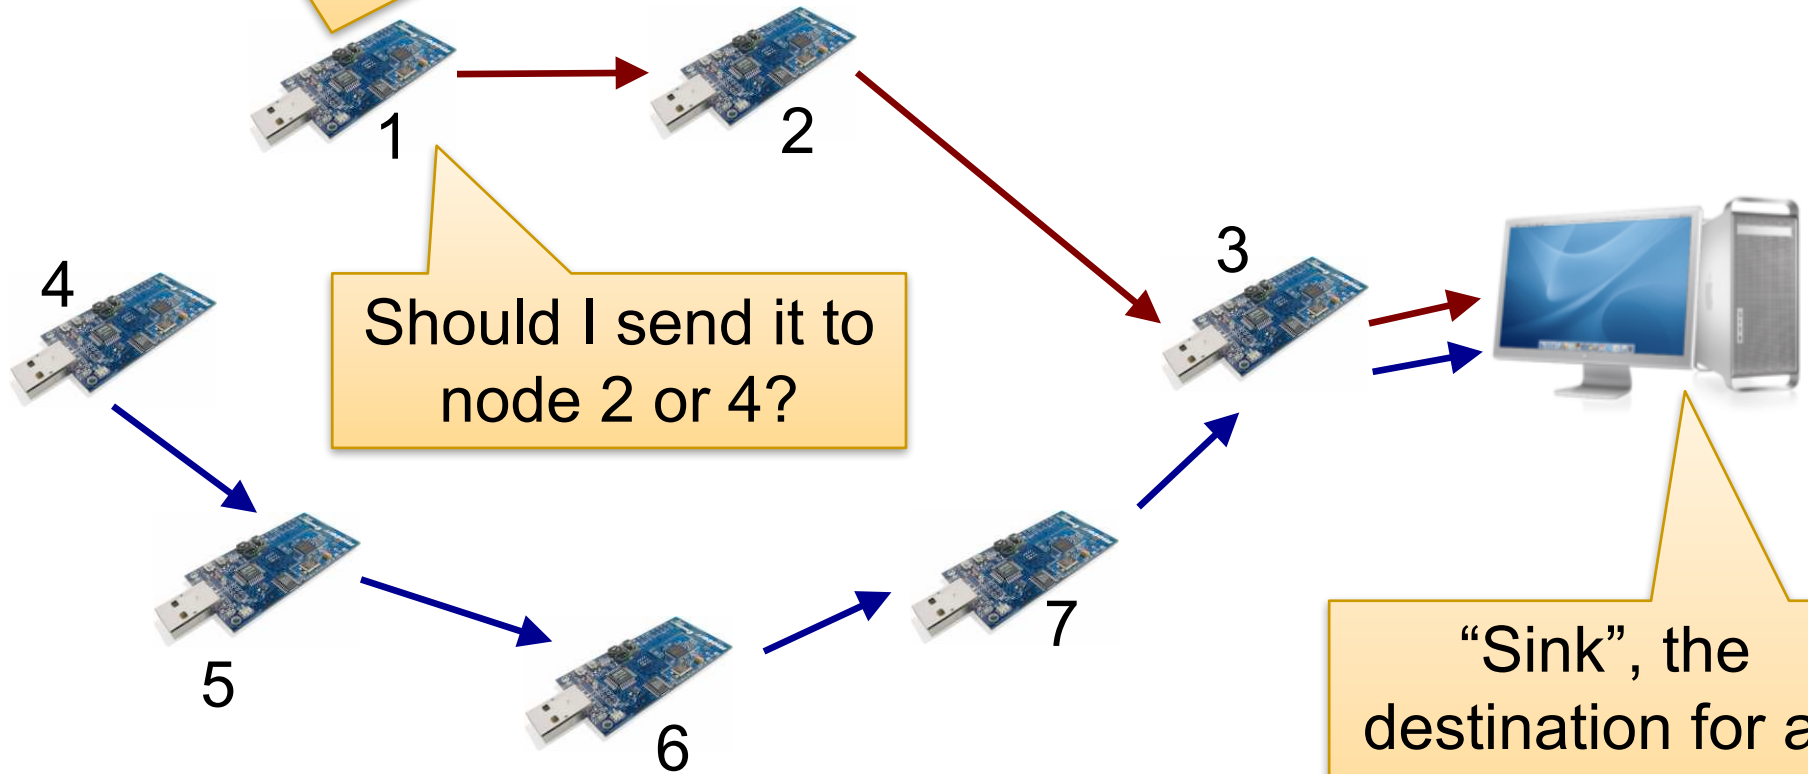 1
2
3
4
Should I send it to
node 2 or 4?
5
6
7
“Sink”, the
destination for